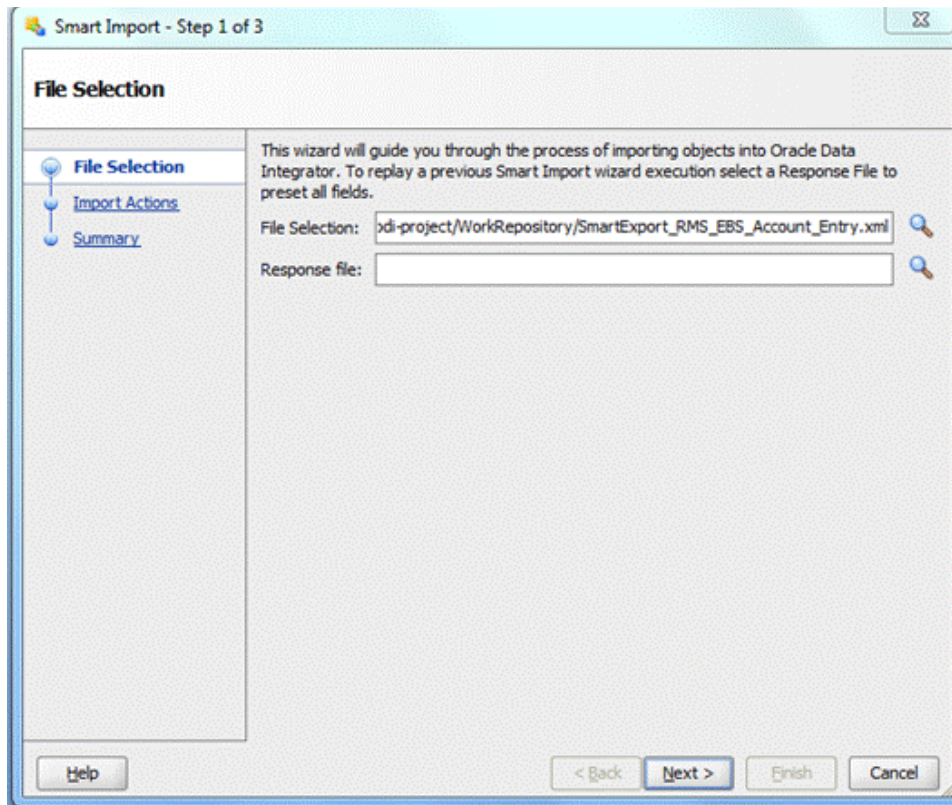 Smart Import - Step 1 of 3
File Selection
File Selection
Import Actions
Summary
This wizard will guide you through the process of importing objects into Oracle Data
Integrator. To replay a previous Smart Import wizard execution select a Response File to
preset all fields.
File Selection: odi-project/WorkRepository/SmartExport_RMS_EBS_Account_Entry.xml
Response file:
Help < Back Next > Finish Cancel